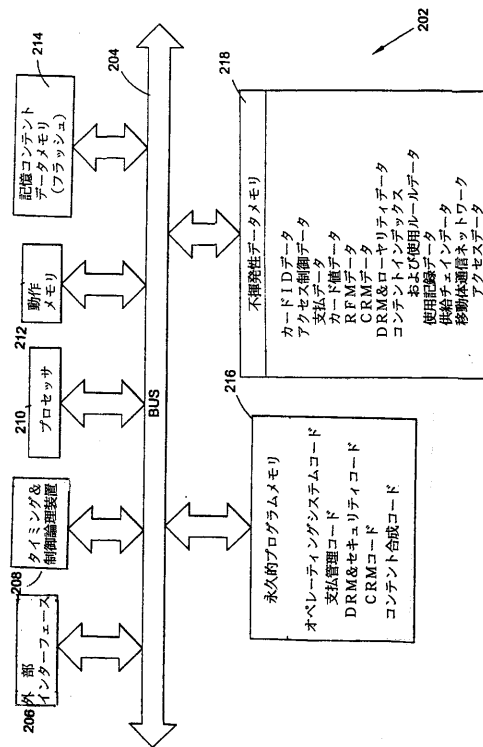 206
外部
インターフェース
208
タイミング&
制御論理装置
210
プロセッサ
212
動作
メモリ
214
記憶コンテント
データメモリ
(フラッシュ)
204
BUS
216
永久的プログラムメモリ
オペレーティングシステムコード
支払管理コード
DRM&セキュリティコード
CRMコード
コンテント合成コード
218
不揮発性データメモリ
カードIDデータ
アクセス制御データ
支払データ
カード値データ
RFMデータ
CRMデータ
DRM&ローヤリティデータ
コンテントインデックス
および使用ルールデータ
使用記録データ
供給チェインデータ
移動体通信ネットワーク
アクセスデータ
202